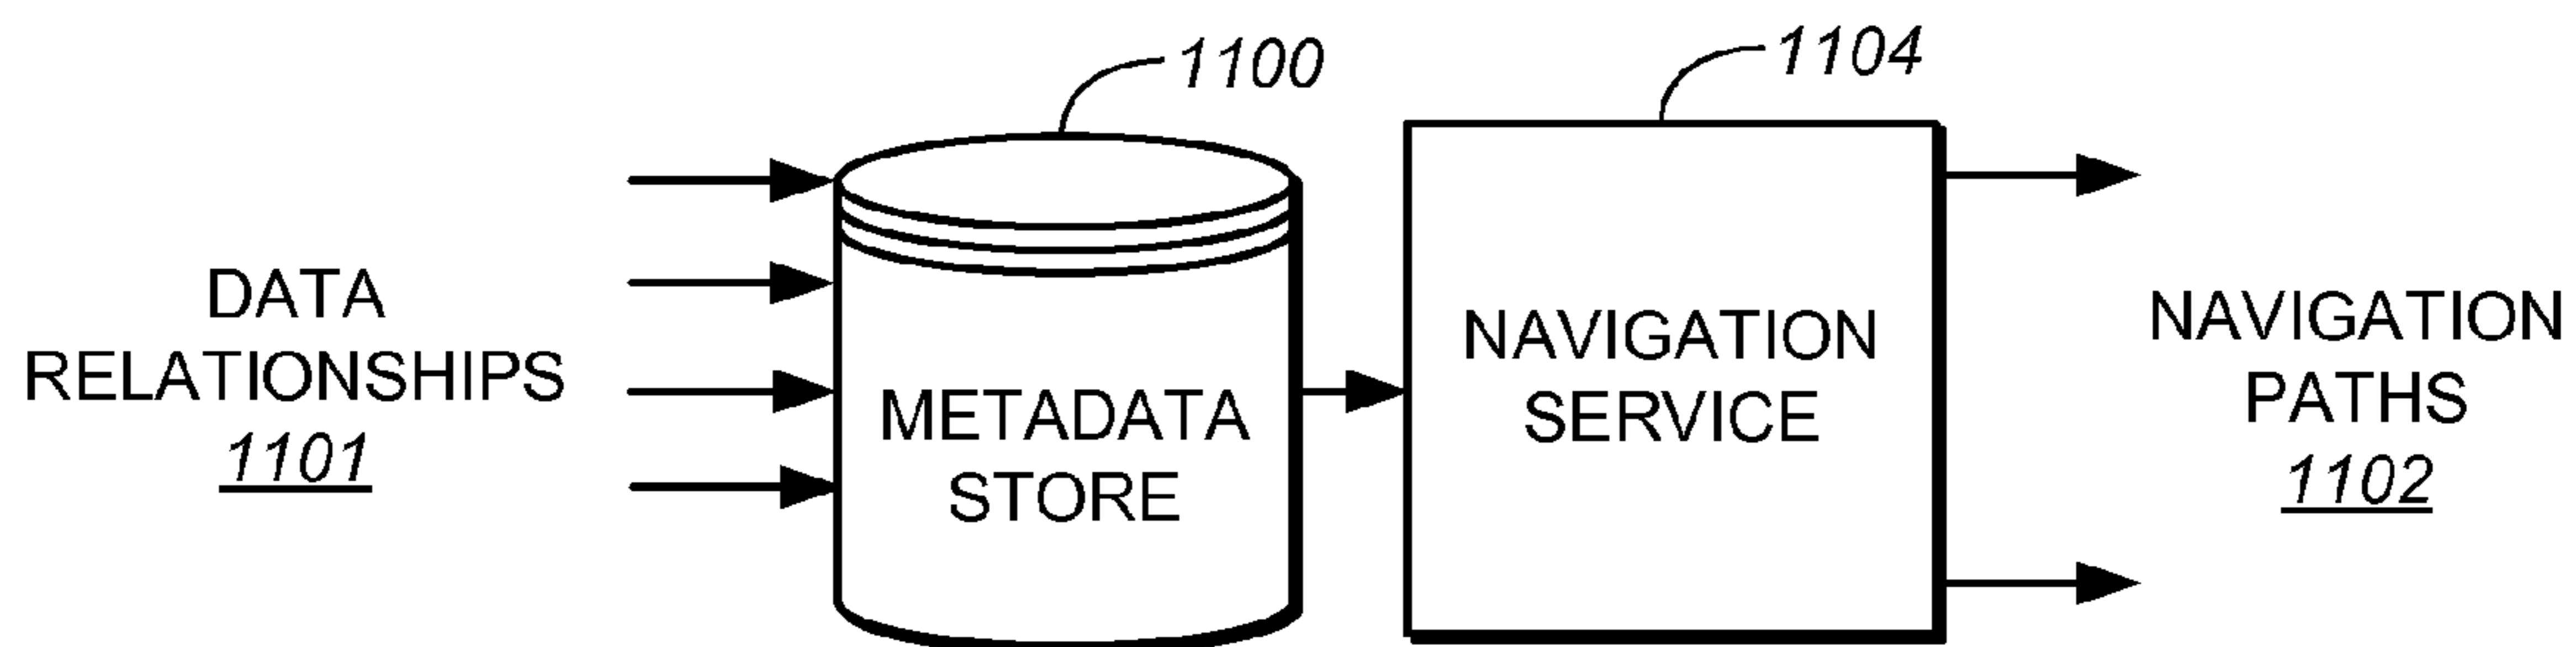 1100
1104
DATA
RELATIONSHIPS
1101
METADATA
STORE
NAVIGATION
SERVICE
NAVIGATION
PATHS
1102